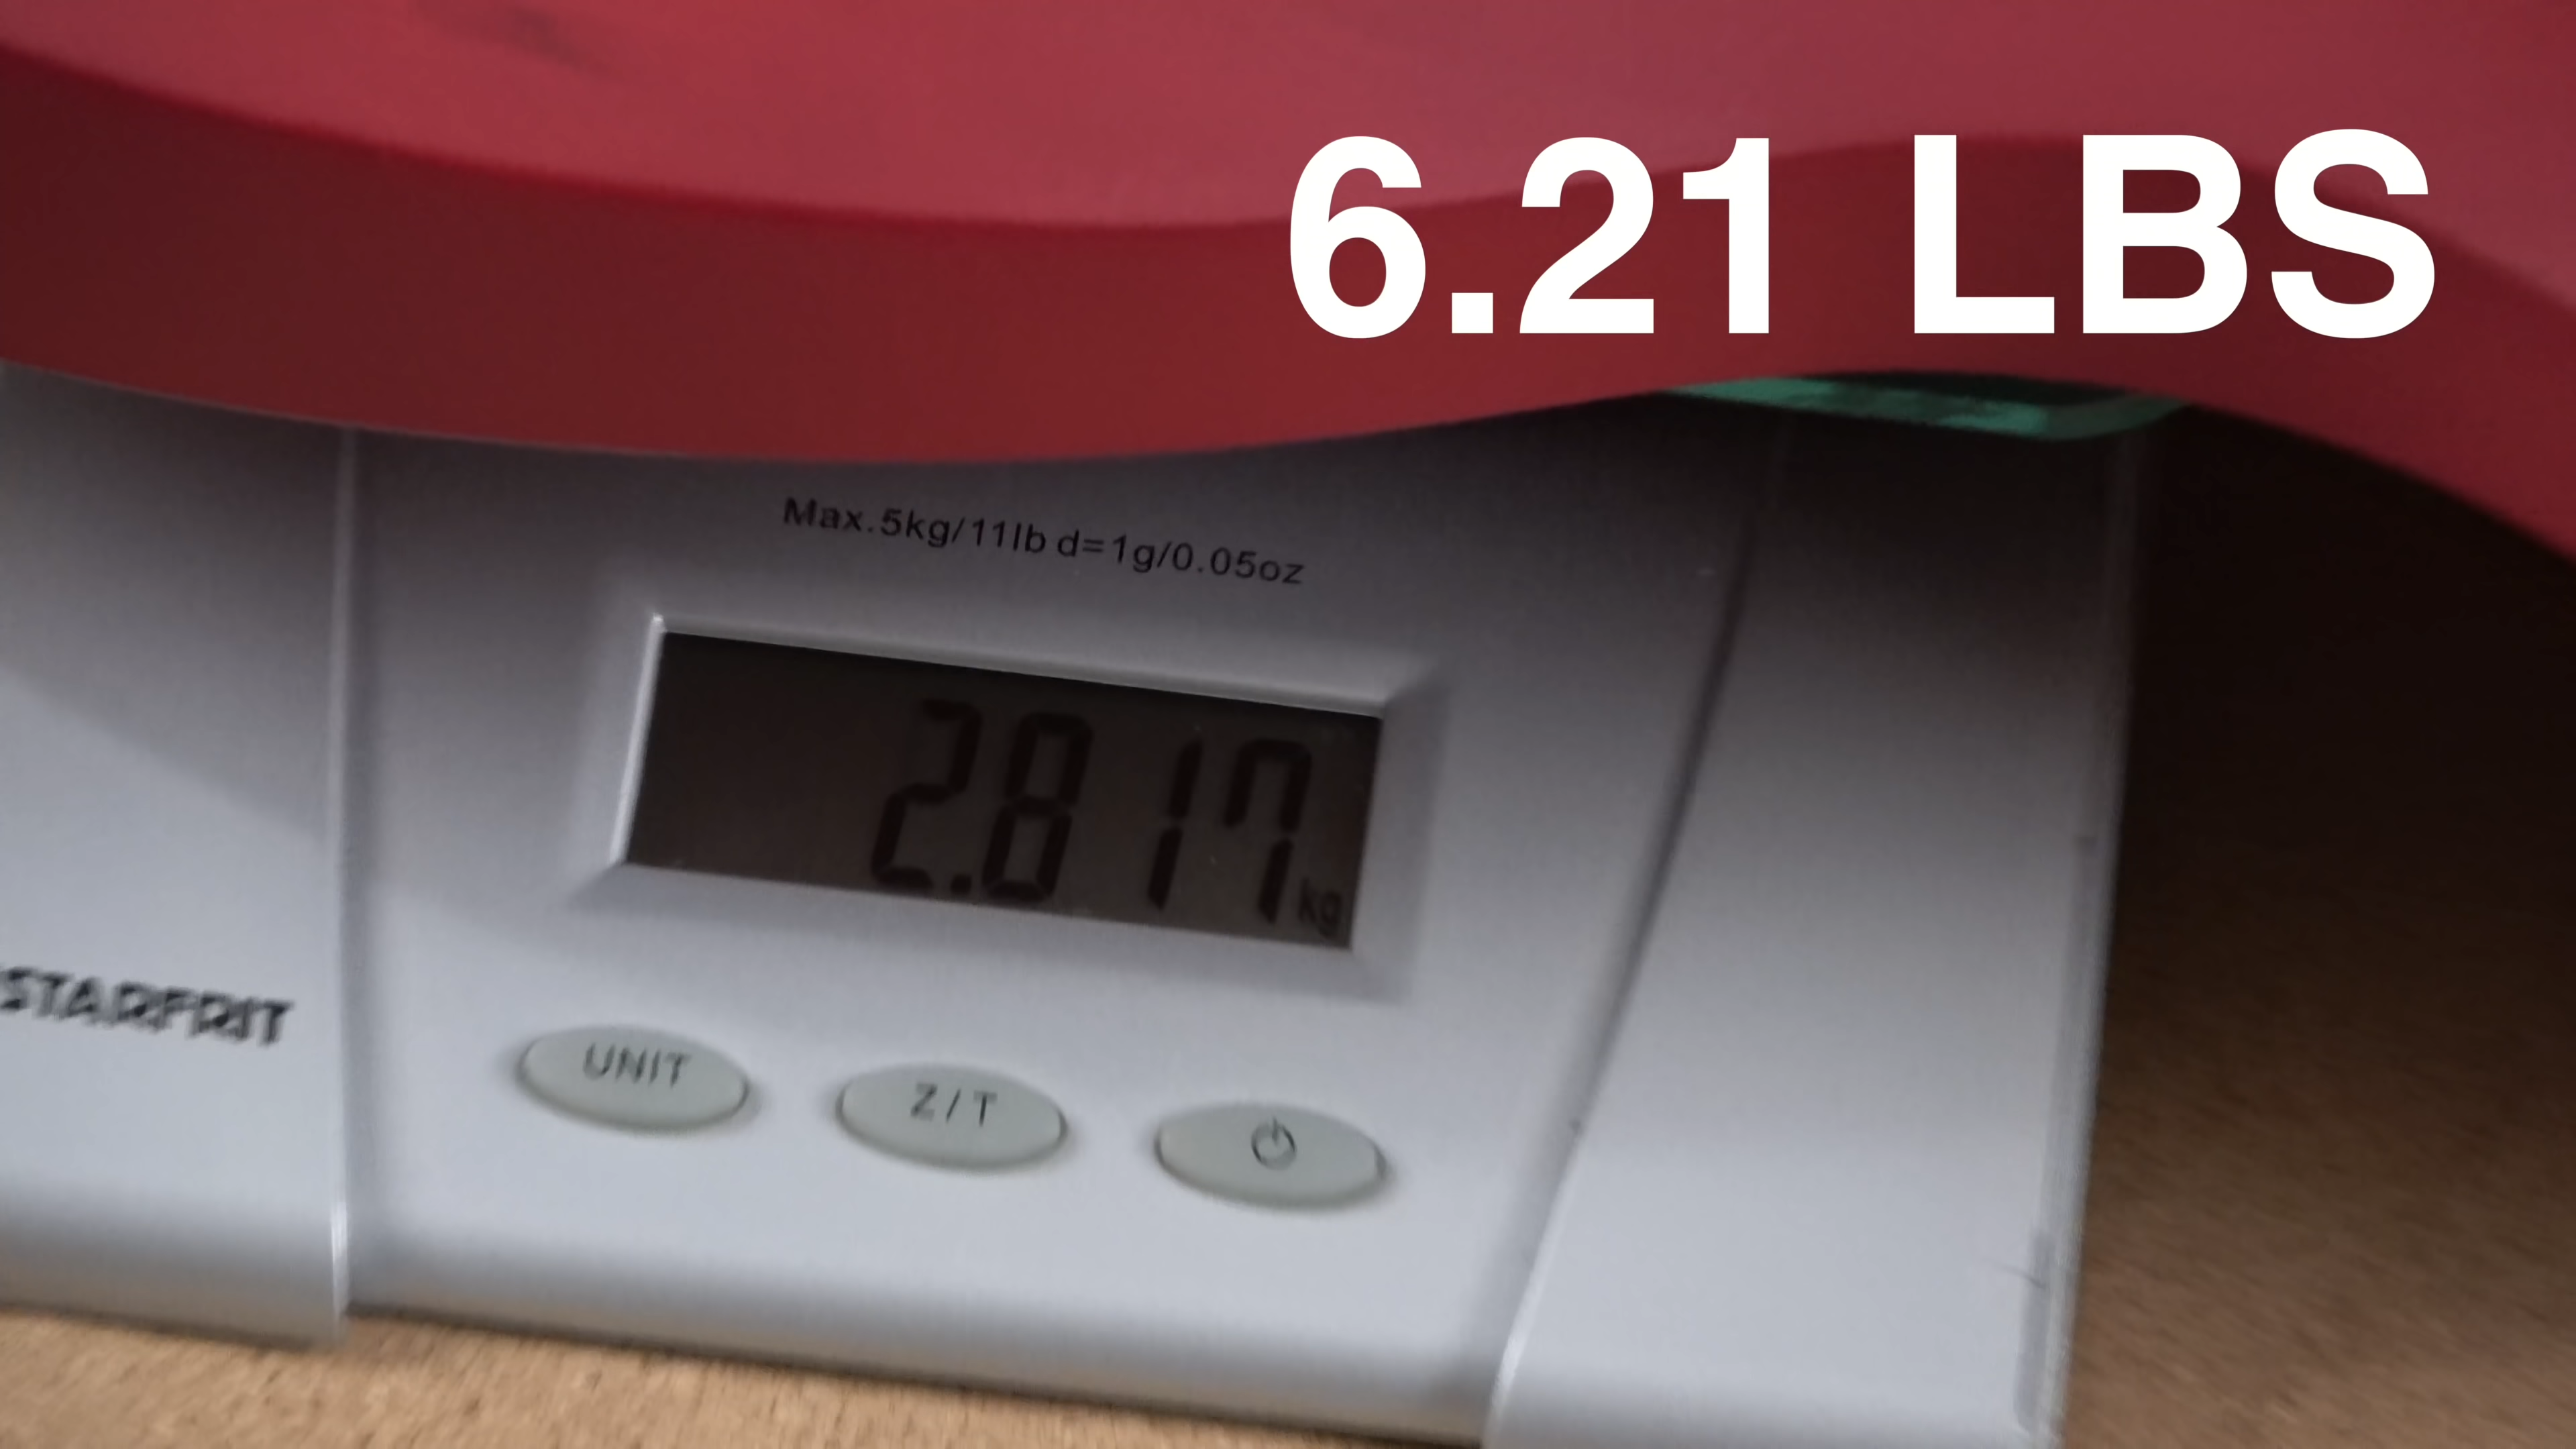 6.21 LBS
Max.5kg/11lb d=1g/0.05oz
2.817 kg
STARFRIT
UNIT
Z/T